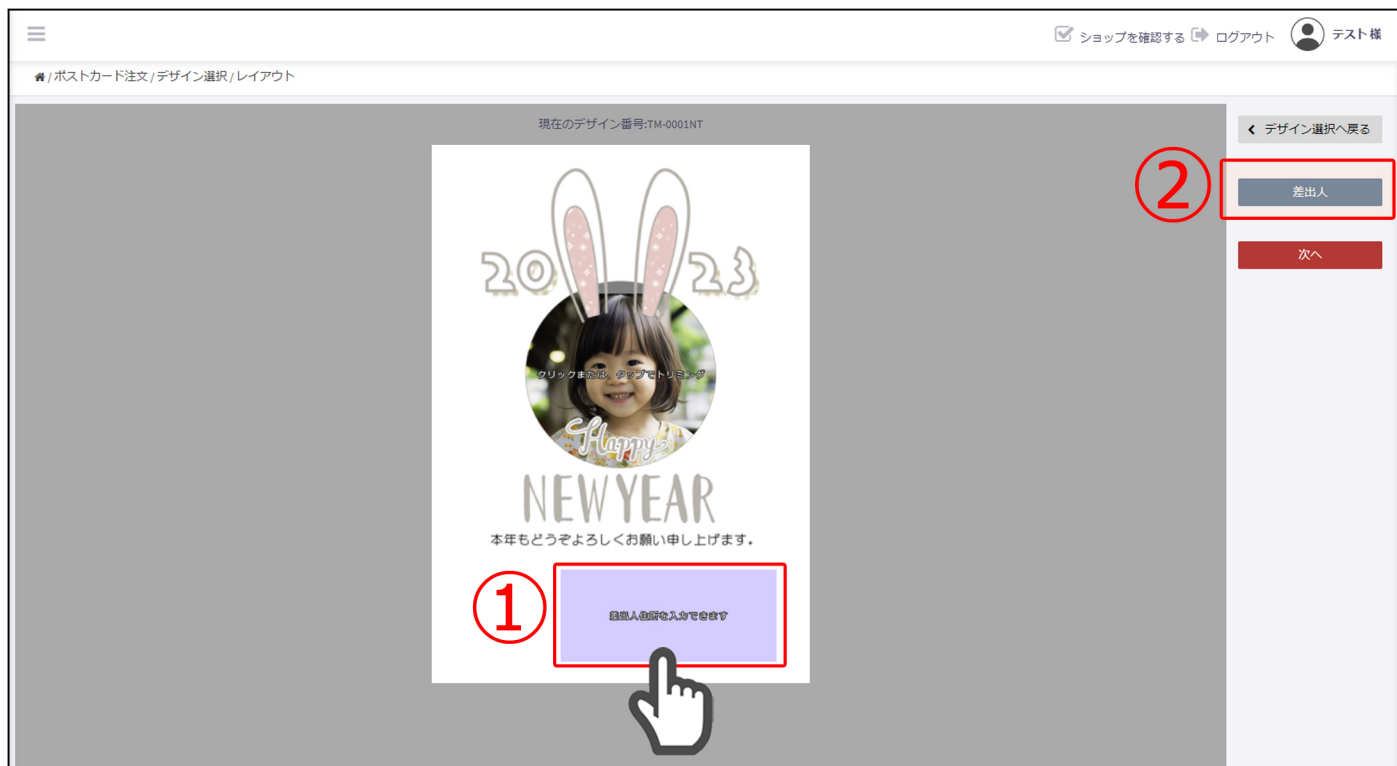 ショップを確認する ログアウト テスト 様
/ ポストカード注文 / デザイン選択 / レイアウト
現在のデザイン番号:TM-0001NT
デザイン選択へ戻る
②
差出人
次へ
2023
クリックまたは、タップでトリミング
Happy
NEW YEAR
本年もどうぞよろしくお願い申し上げます。
①
差出人住所を入力できます